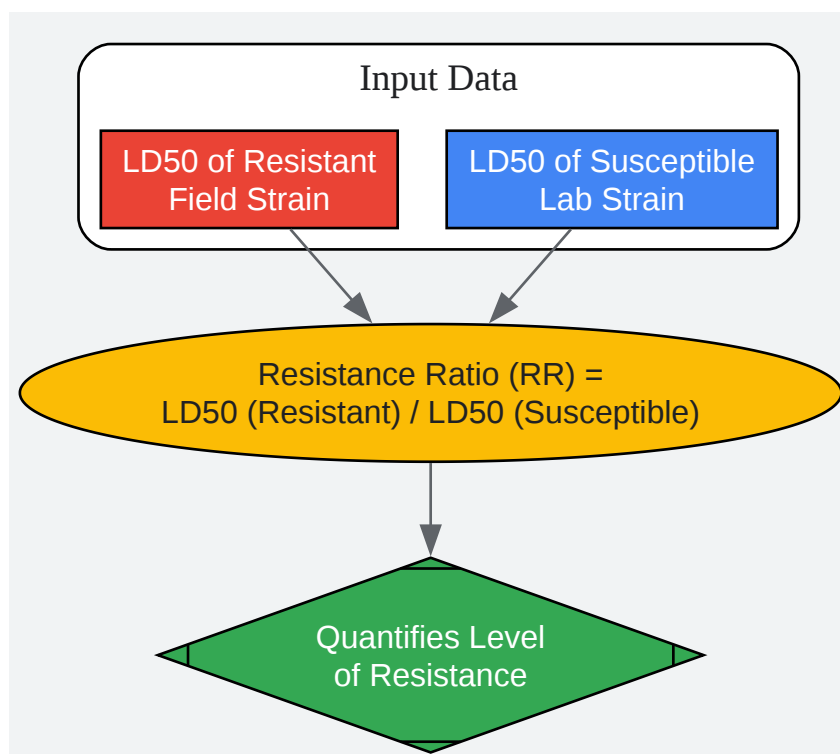 Input Data
LD50 of Resistant
Field Strain
LD50 of Susceptible
Lab Strain
Resistance Ratio (RR) =
LD50 (Resistant) / LD50 (Susceptible)
Quantifies Level
of Resistance